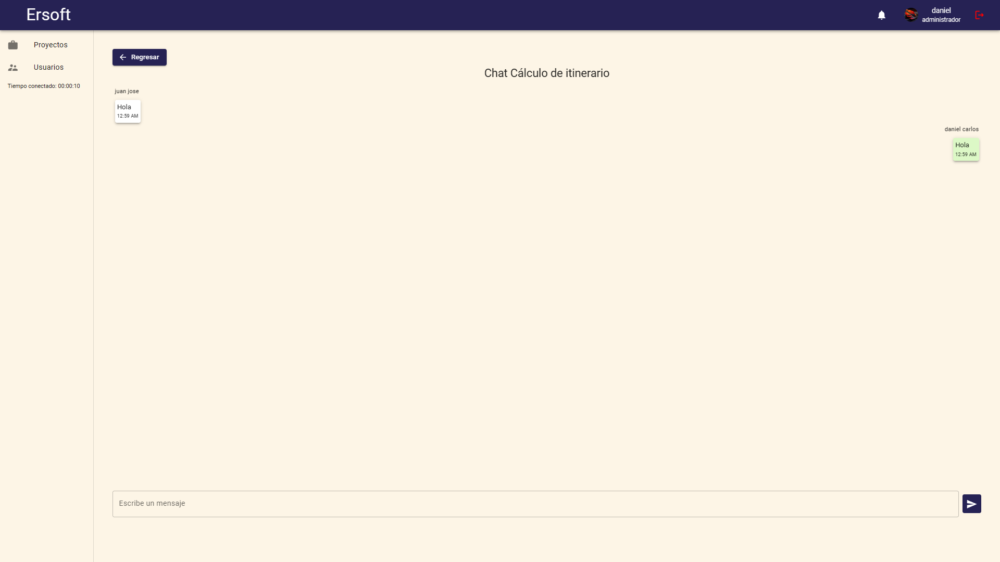 Ersoft
daniel
administrador
Proyectos
Usuarios
Tiempo conectado: 00:00:10
Regresar
Chat Cálculo de itinerario
juan jose
Hola
12:59 AM
daniel carlos
Hola
12:59 AM
Escribe un mensaje